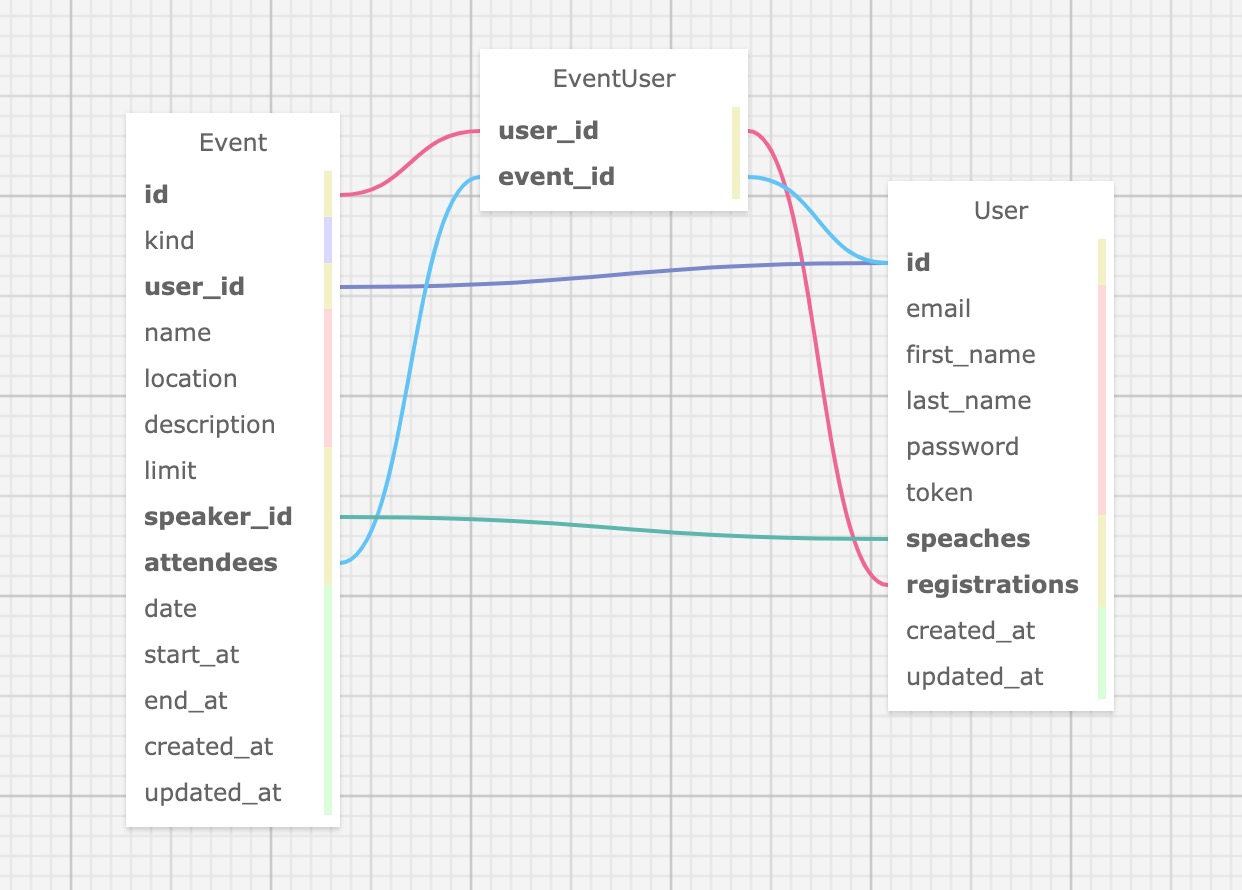 EventUser
user_id
event_id
Event
id
kind
user_id
name
location
description
limit
speaker_id
attendees
date
start_at
end_at
created_at
updated_at
User
id
email
first_name
last_name
password
token
speaches
registrations
created_at
updated_at